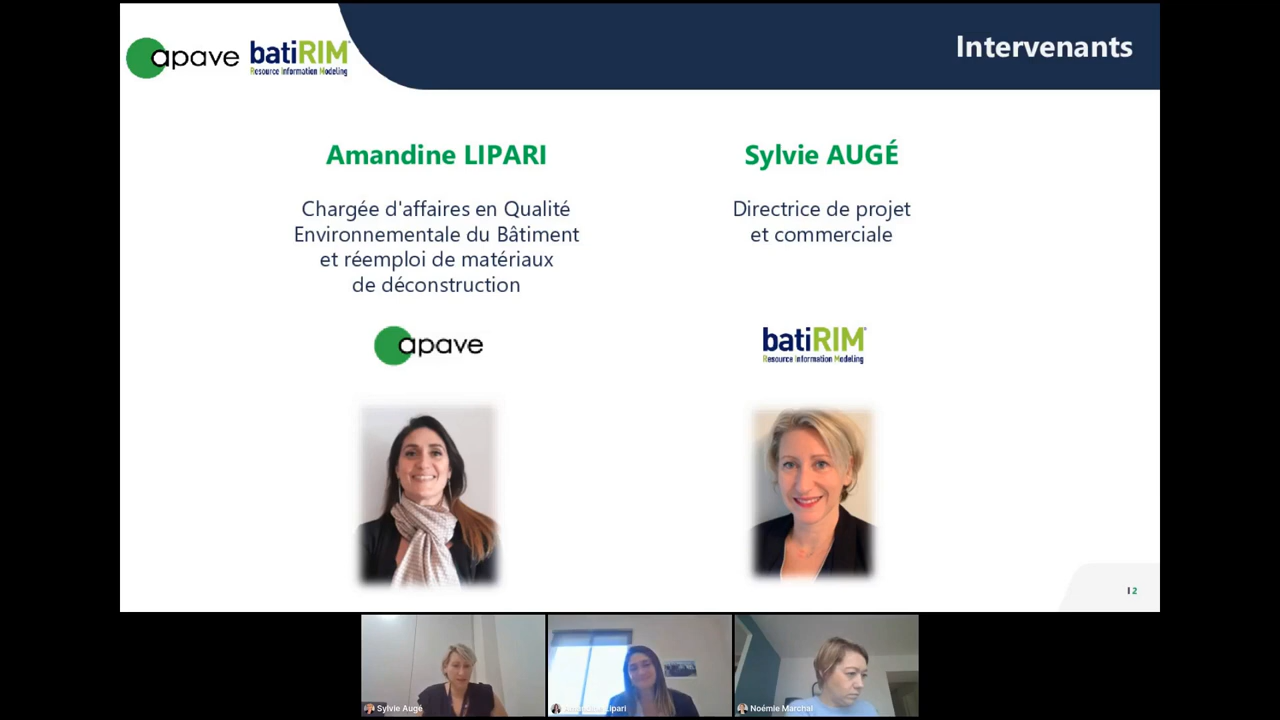 apave
batiRIM
Resource Information Modeling
Intervenants
Amandine LIPARI
Chargée d'affaires en Qualité
Environnementale du Bâtiment
et réemploi de matériaux
de déconstruction
apave
Sylvie AUGÉ
Directrice de projet
et commerciale
batiRIM
Resource Information Modeling
I 2
Sylvie Augé
Lipari
Noémie Marchal